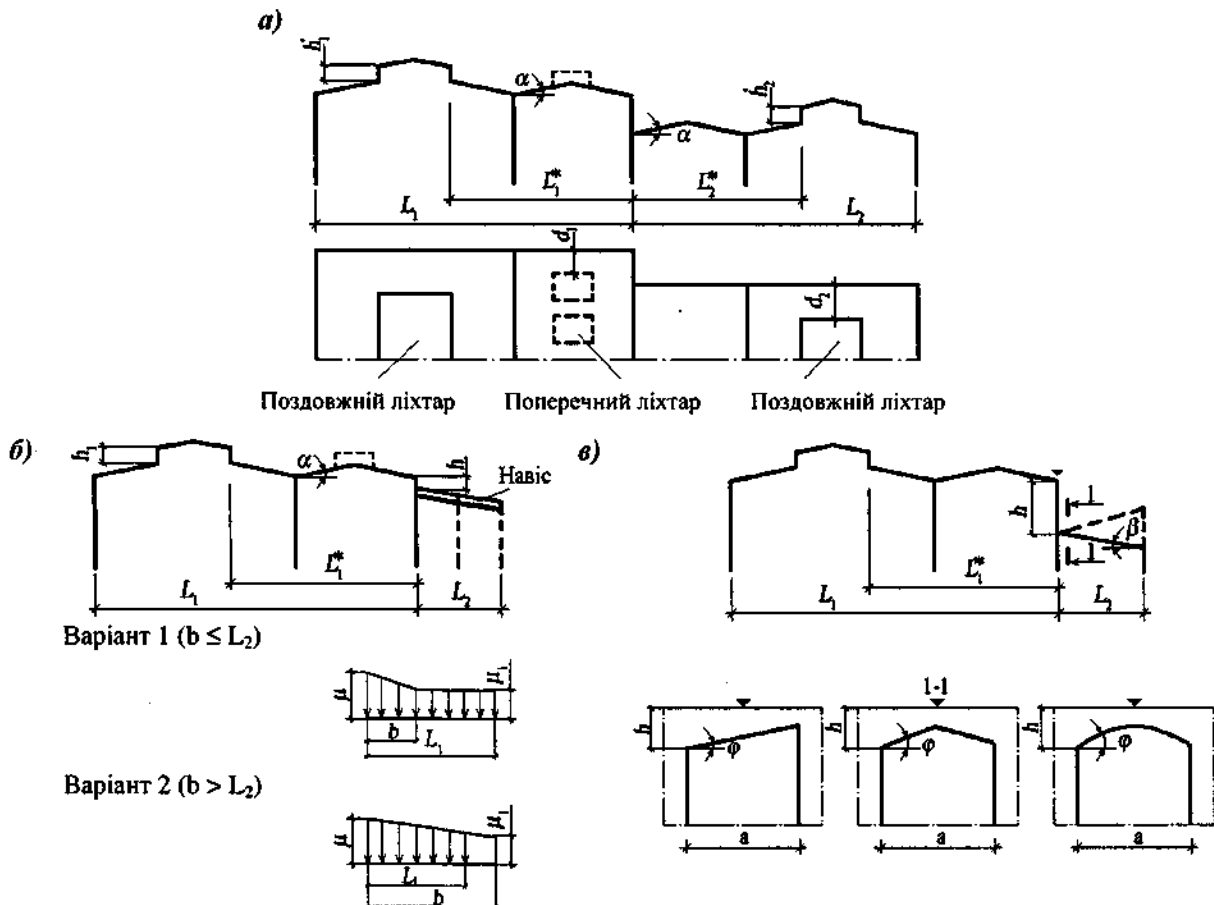 а)
h₁
α
h₂
α
L₁*
L₂*
L₁
L₂
d₁
d₂
Поздовжній ліхтар
Поперечний ліхтар
Поздовжній ліхтар
б)
h₁
α
h
Навіс
L₁*
L₁
L₂
в)
h
1
β
1
L₁*
L₁
L₂
Варіант 1 (b ≤ L₂)
μ
μ₁
b
L₁
Варіант 2 (b > L₂)
μ
μ₁
b
1-1
h
φ
a
h
φ
a
h
φ
a